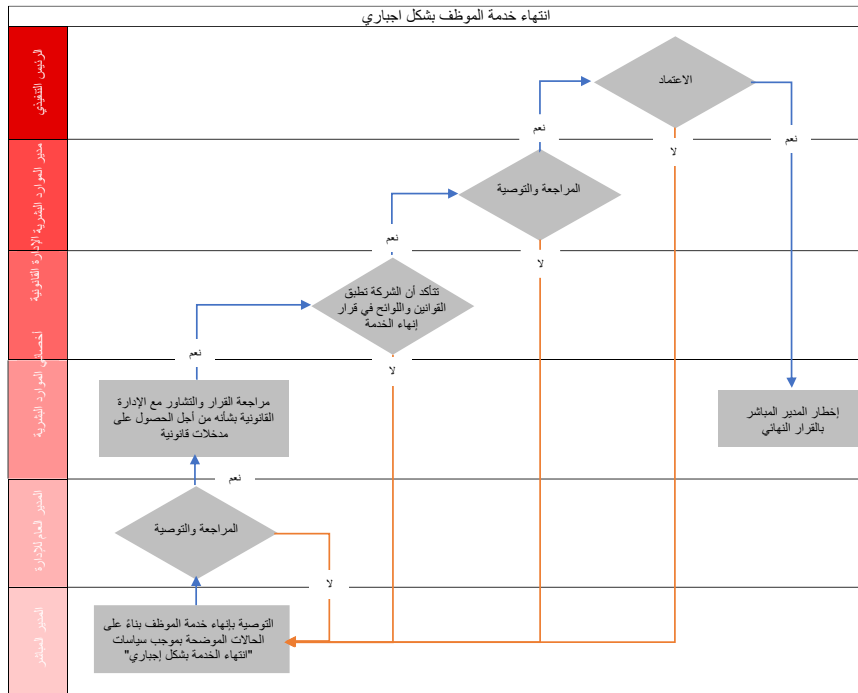 انتهاء خدمة الموظف بشكل اجباري
الرئيس التنفيذي
الاعتماد
نعم
نعم
لا
مدير الموارد البشرية
المراجعة والتوصية
نعم
لا
الإدارة القانونية
تتأكد أن الشركة تطبق
القوانين واللوائح في قرار
إنهاء الخدمة
نعم
لا
أخصائي الموارد البشرية
مراجعة القرار والتشاور مع الإدارة
القانونية بشأنه من أجل الحصول على
مدخلات قانونية
إخطار المدير المباشر
بالقرار النهائي
نعم
المدير العام للإدارة
المراجعة والتوصية
لا
المدير المباشر
التوصية بإنهاء خدمة الموظف بناءً على
الحالات الموضحة بموجب سياسات
"انتهاء الخدمة بشكل إجباري"